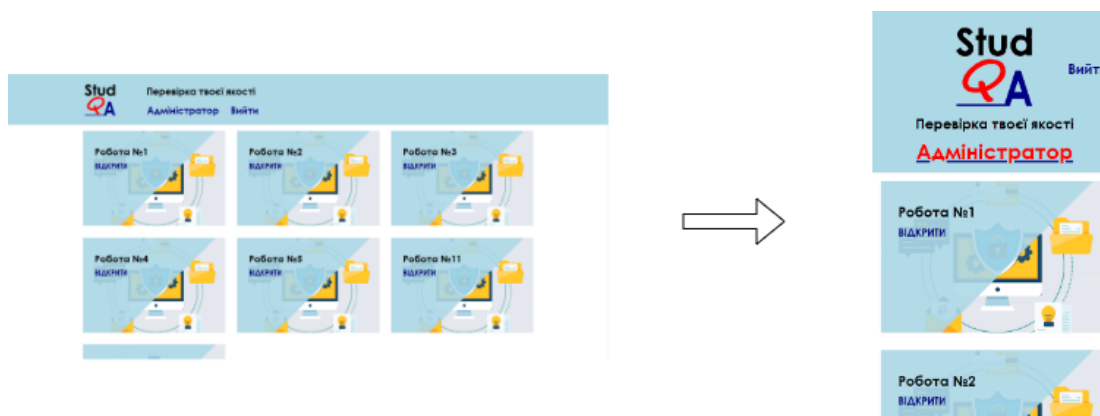 Stud
QA
Перевірка твоєї якості
Адміністратор Вийти
Робота №1
ВІДКРИТИ
Робота №2
ВІДКРИТИ
Робота №3
ВІДКРИТИ
Робота №4
ВІДКРИТИ
Робота №5
ВІДКРИТИ
Робота №11
ВІДКРИТИ
Stud
QA
Вийт
Перевірка твоєї якості
Адміністратор
Робота №1
ВІДКРИТИ
Робота №2
ВІДКРИТИ